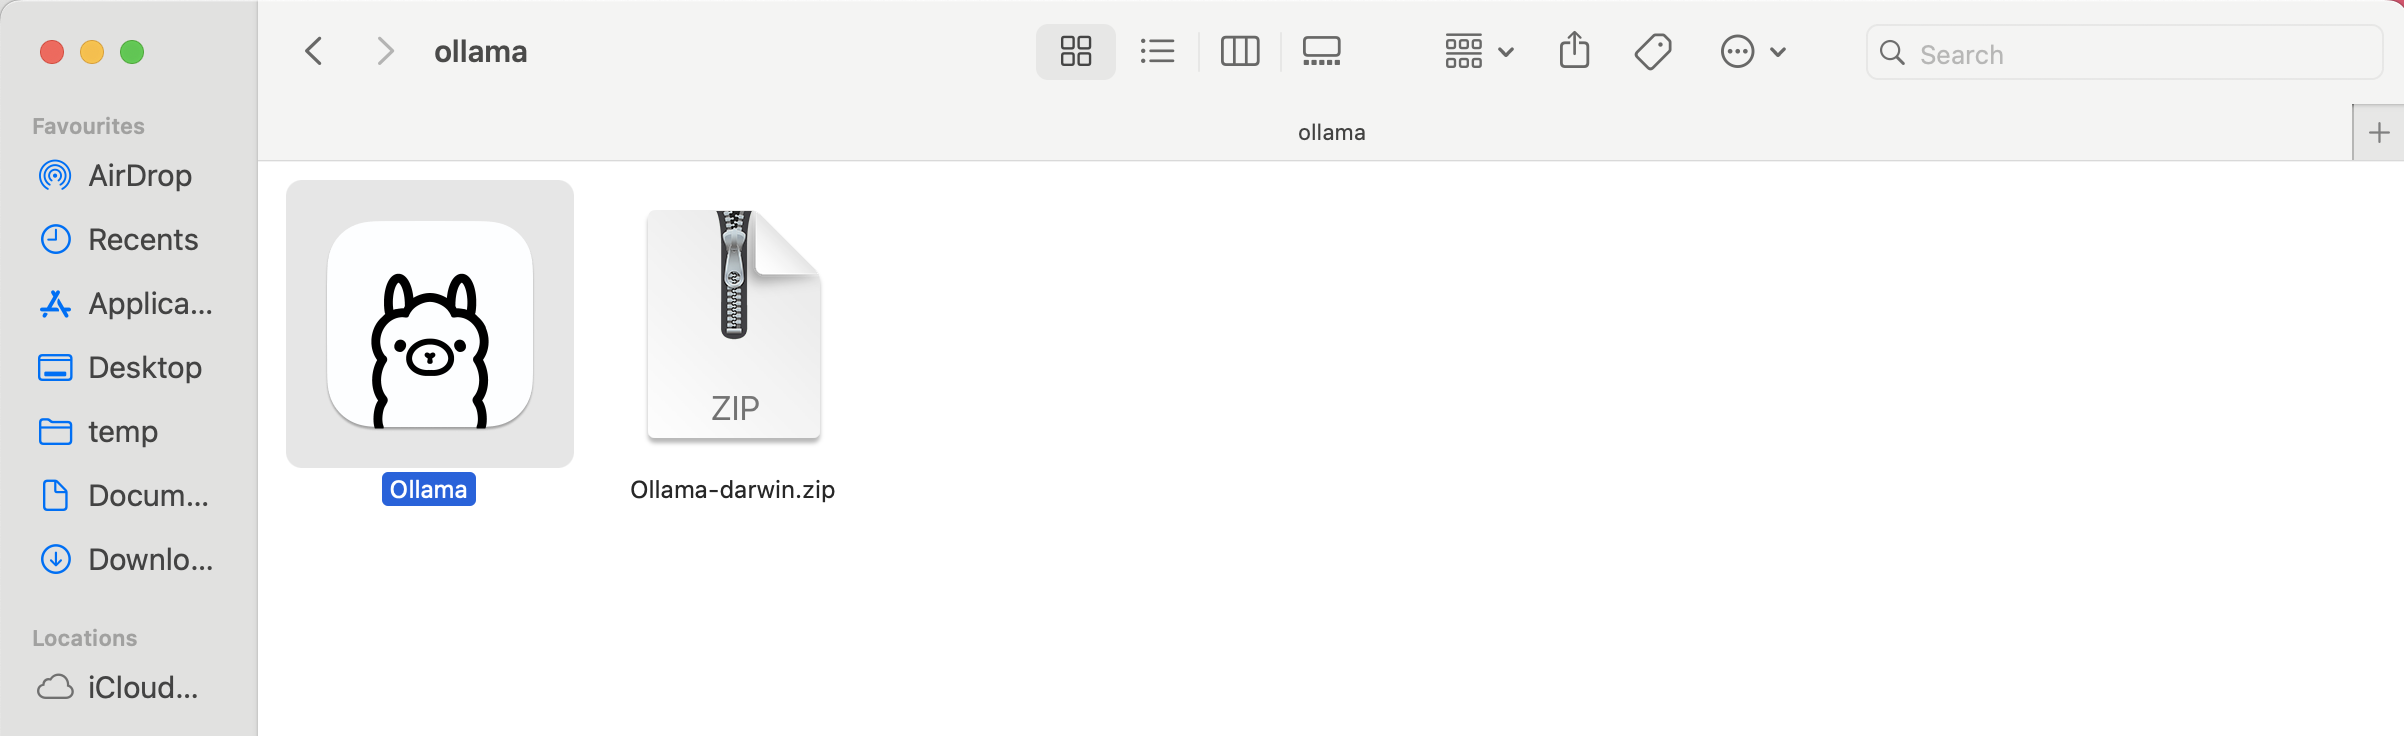 ollama
Search
ollama
Favourites
AirDrop
Recents
Applica...
Desktop
temp
Docum...
Downlo...
Locations
iCloud...
ZIP
Ollama
Ollama-darwin.zip